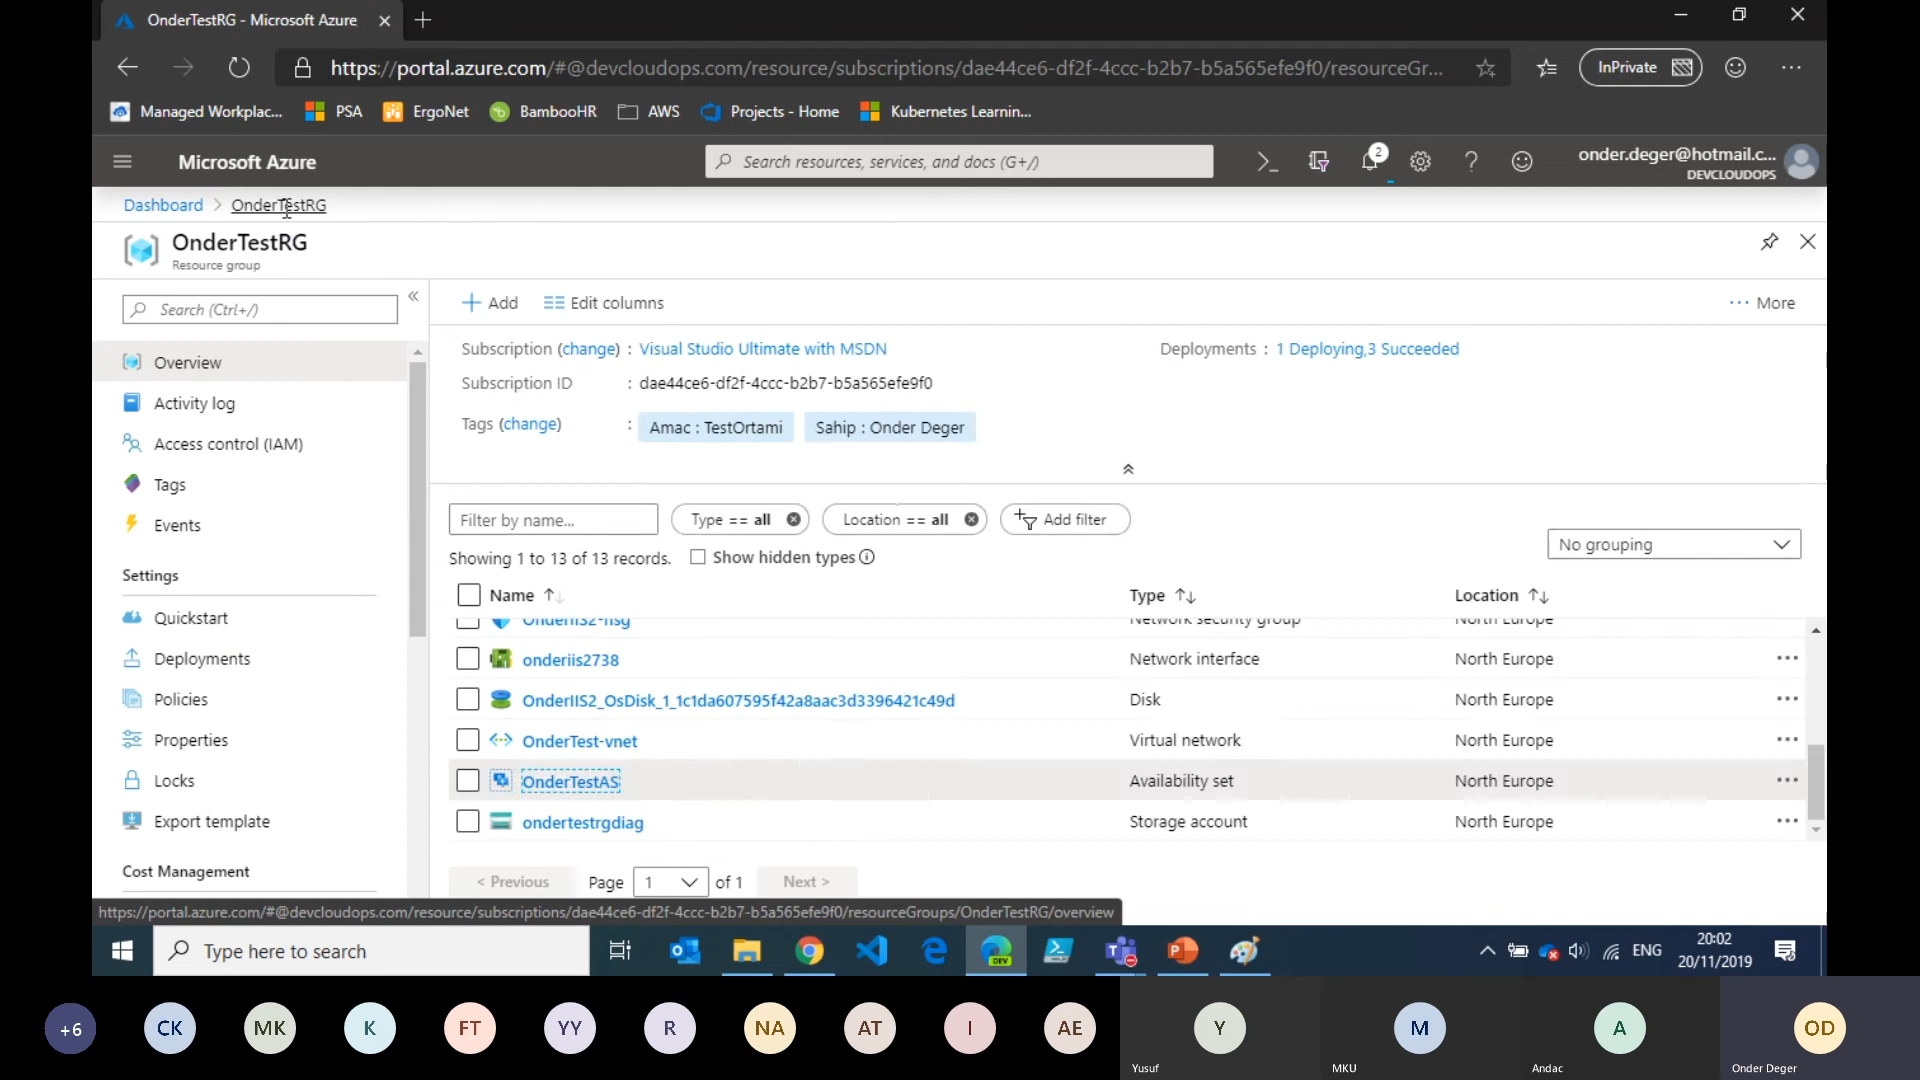 OnderTestRG - Microsoft Azure
https://portal.azure.com/#@devcloudops.com/resource/subscriptions/dae44ce6-df2f-4ccc-b2b7-b5a565efe9f0/resourceGr...
InPrivate
Managed Workplac...
PSA
ErgoNet
BambooHR
AWS
Projects - Home
Kubernetes Learnin...
Microsoft Azure
Search resources, services, and docs (G+/)
2
onder.deger@hotmail.c...
DEVCLOUDOPS
Dashboard > OnderTestRG
OnderTestRG
Resource group
Search (Ctrl+/)
Overview
Activity log
Access control (IAM)
Tags
Events
Settings
Quickstart
Deployments
Policies
Properties
Locks
Export template
Cost Management
Add
Edit columns
More
Subscription (change) : Visual Studio Ultimate with MSDN
Deployments : 1 Deploying,3 Succeeded
Subscription ID : dae44ce6-df2f-4ccc-b2b7-b5a565efe9f0
Tags (change) : Amac : TestOrtami Sahip : Onder Deger
Filter by name...
Type == all
Location == all
Add filter
Showing 1 to 13 of 13 records.
Show hidden types
No grouping
Name Type Location
OnderIIS2-nsg Network security group North Europe
onderiis2738 Network interface North Europe
OnderIIS2_OsDisk_1_1c1da607595f42a8aac3d3396421c49d Disk North Europe
OnderTest-vnet Virtual network North Europe
OnderTestAS Availability set North Europe
ondertestrgdiag Storage account North Europe
< Previous Page 1 of 1 Next >
https://portal.azure.com/#@devcloudops.com/resource/subscriptions/dae44ce6-df2f-4ccc-b2b7-b5a565efe9f0/resourceGroups/OnderTestRG/overview
Type here to search
DEV
ENG
20:02
20/11/2019
+6
CK
MK
K
FT
YY
R
NA
AT
I
AE
Y
Yusuf
M
MKU
A
Andac
OD
Onder Deger